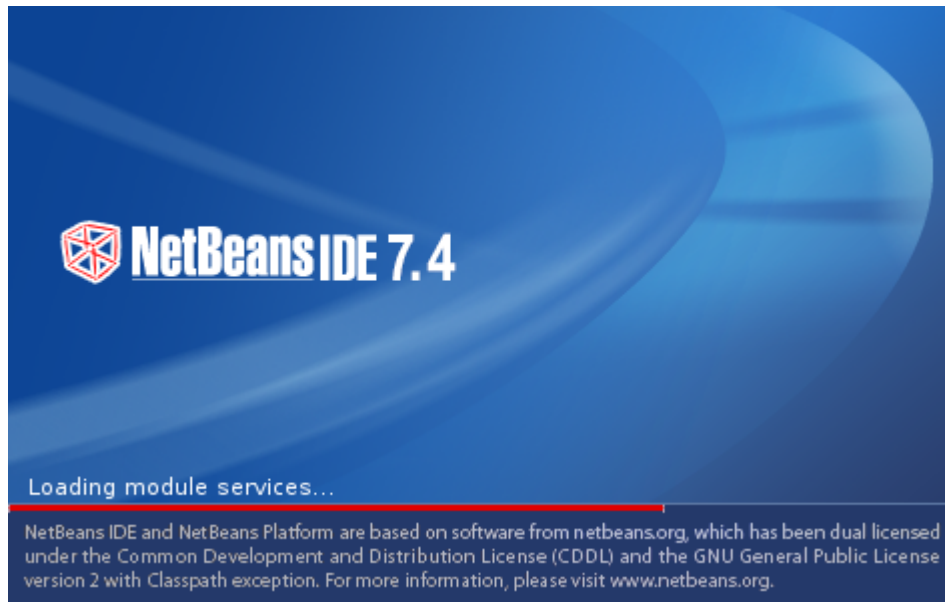 NetBeans IDE 7.4
Loading module services...
NetBeans IDE and NetBeans Platform are based on software from netbeans.org, which has been dual licensed
under the Common Development and Distribution License (CDDL) and the GNU General Public License
version 2 with Classpath exception. For more information, please visit www.netbeans.org.